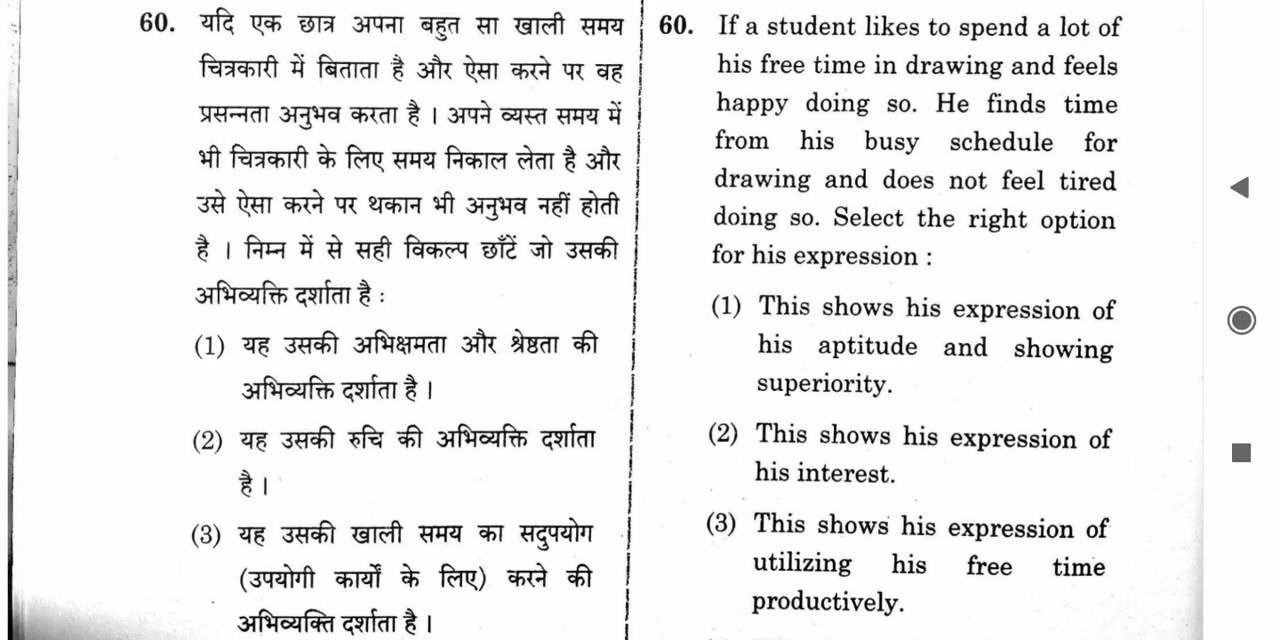 60. यदि एक छात्र अपना बहुत सा खाली समय
चित्रकारी में बिताता है और ऐसा करने पर वह
प्रसन्नता अनुभव करता है । अपने व्यस्त समय में
भी चित्रकारी के लिए समय निकाल लेता है और
उसे ऐसा करने पर थकान भी अनुभव नहीं होती
है । निम्न में से सही विकल्प छाँटें जो उसकी
अभिव्यक्ति दर्शाता है :
(1) यह उसकी अभिक्षमता और श्रेष्ठता की
अभिव्यक्ति दर्शाता है ।
(2) यह उसकी रुचि की अभिव्यक्ति दर्शाता
है ।
(3) यह उसकी खाली समय का सदुपयोग
(उपयोगी कार्यों के लिए) करने की
अभिव्यक्ति दर्शाता है ।
60. If a student likes to spend a lot of
his free time in drawing and feels
happy doing so. He finds time
from his busy schedule for
drawing and does not feel tired
doing so. Select the right option
for his expression :
(1) This shows his expression of
his aptitude and showing
superiority.
(2) This shows his expression of
his interest.
(3) This shows his expression of
utilizing his free time
productively.